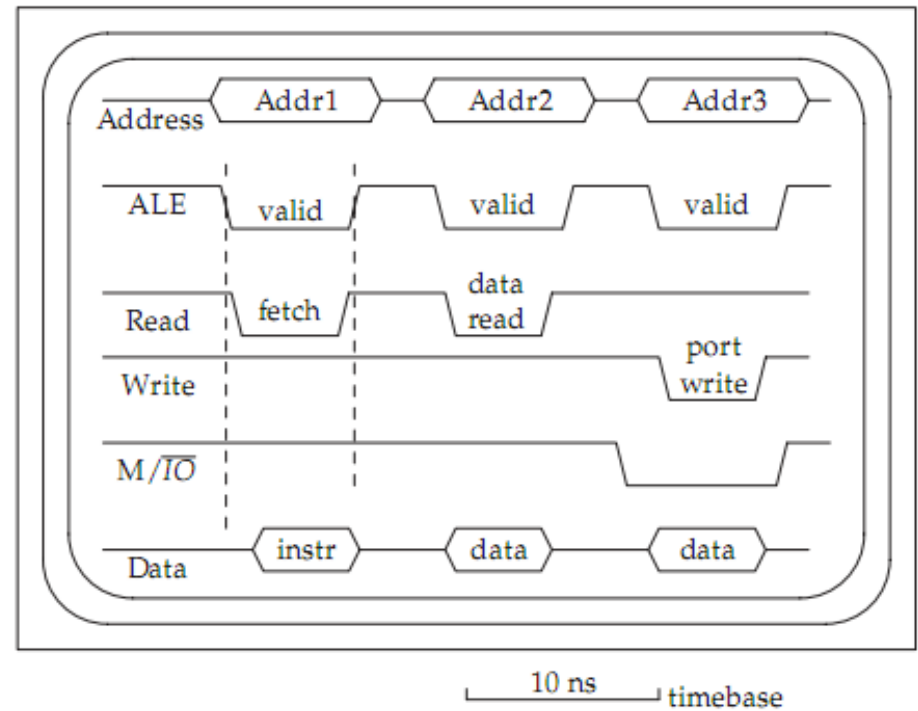 Address Addr1 Addr2 Addr3
ALE valid valid valid
Read fetch data read
Write port write
M/I̅O̅
Data instr data data
10 ns timebase